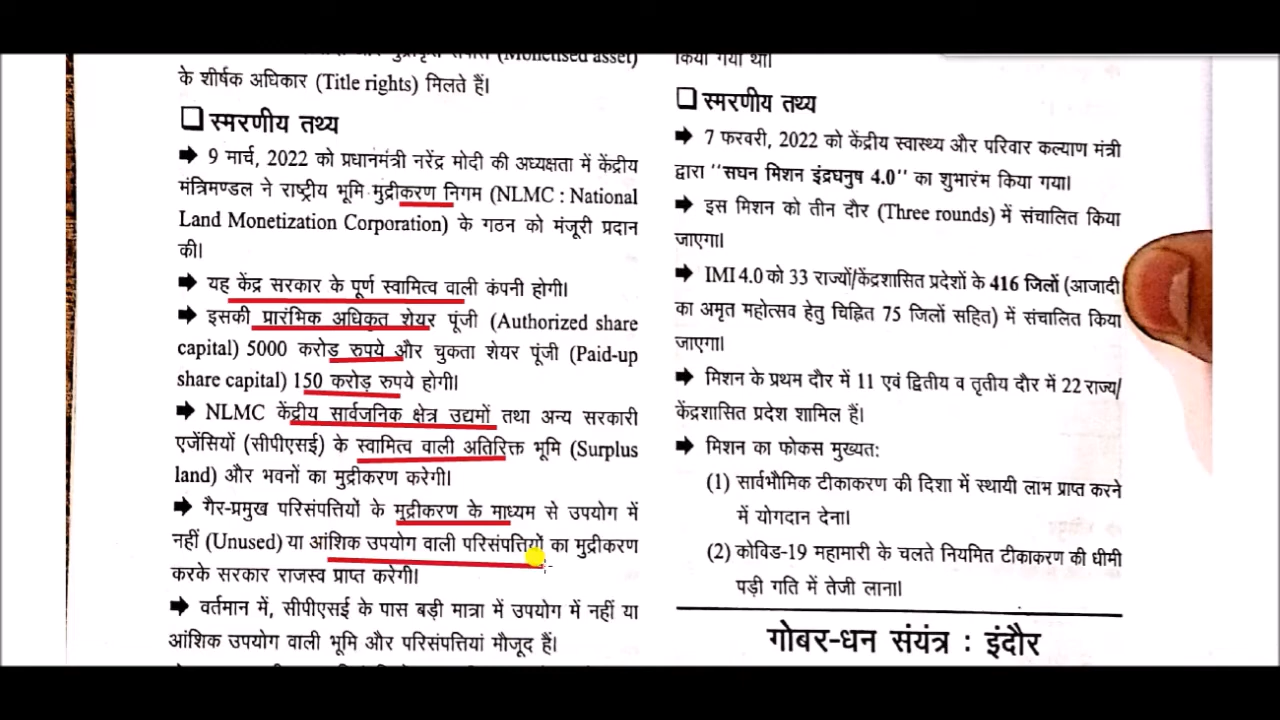 (Monetised asset)
के शीर्षक अधिकार (Title rights) मिलते हैं।
❑ स्मरणीय तथ्य
➡ 9 मार्च, 2022 को प्रधानमंत्री नरेंद्र मोदी की अध्यक्षता में केंद्रीय
मंत्रिमण्डल ने राष्ट्रीय भूमि मुद्रीकरण निगम (NLMC : National
Land Monetization Corporation) के गठन को मंजूरी प्रदान
की।
➡ यह केंद्र सरकार के पूर्ण स्वामित्व वाली कंपनी होगी।
➡ इसकी प्रारंभिक अधिकृत शेयर पूंजी (Authorized share
capital) 5000 करोड़ रुपये और चुकता शेयर पूंजी (Paid-up
share capital) 150 करोड़ रुपये होगी।
➡ NLMC केंद्रीय सार्वजनिक क्षेत्र उद्यमों तथा अन्य सरकारी
एजेंसियों (सीपीएसई) के स्वामित्व वाली अतिरिक्त भूमि (Surplus
land) और भवनों का मुद्रीकरण करेगी।
➡ गैर-प्रमुख परिसंपत्तियों के मुद्रीकरण के माध्यम से उपयोग में
नहीं (Unused) या आंशिक उपयोग वाली परिसंपत्तियों का मुद्रीकरण
करके सरकार राजस्व प्राप्त करेगी।
➡ वर्तमान में, सीपीएसई के पास बड़ी मात्रा में उपयोग में नहीं या
आंशिक उपयोग वाली भूमि और परिसंपत्तियां मौजूद हैं।
किया गया था।
❑ स्मरणीय तथ्य
➡ 7 फरवरी, 2022 को केंद्रीय स्वास्थ्य और परिवार कल्याण मंत्री
द्वारा "सघन मिशन इंद्रधनुष 4.0" का शुभारंभ किया गया।
➡ इस मिशन को तीन दौर (Three rounds) में संचालित किया
जाएगा।
➡ IMI 4.0 को 33 राज्यों/केंद्रशासित प्रदेशों के 416 जिलों (आजादी
का अमृत महोत्सव हेतु चिह्नित 75 जिलों सहित) में संचालित किया
जाएगा।
➡ मिशन के प्रथम दौर में 11 एवं द्वितीय व तृतीय दौर में 22 राज्य/
केंद्रशासित प्रदेश शामिल हैं।
➡ मिशन का फोकस मुख्यत:
(1) सार्वभौमिक टीकाकरण की दिशा में स्थायी लाभ प्राप्त करने
में योगदान देना।
(2) कोविड-19 महामारी के चलते नियमित टीकाकरण की धीमी
पड़ी गति में तेजी लाना।
गोबर-धन संयंत्र : इंदौर